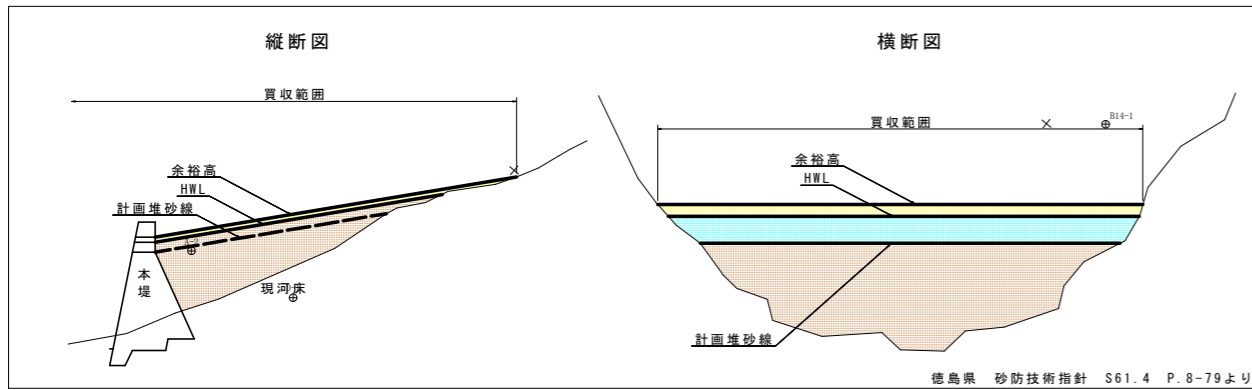 縦断図
買収範囲
余裕高
HWL
計画堆砂線
A-2
本堤
現河床
横断図
買収範囲
B14-1
余裕高
HWL
計画堆砂線
徳島県 砂防技術指針 S61.4 P.8-79より